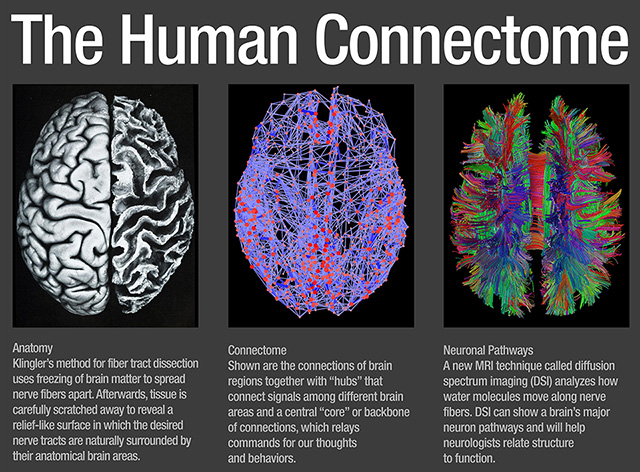 The Human Connectome
Anatomy
Klingler's method for fiber tract dissection
uses freezing of brain matter to spread
nerve fibers apart. Afterwards, tissue is
carefully scratched away to reveal a
relief-like surface in which the desired
nerve tracts are naturally surrounded by
their anatomical brain areas.
Connectome
Shown are the connections of brain
regions together with “hubs” that
connect signals among different brain
areas and a central “core” or backbone
of connections, which relays
commands for our thoughts
and behaviors.
Neuronal Pathways
A new MRI technique called diffusion
spectrum imaging (DSI) analyzes how
water molecules move along nerve
fibers. DSI can show a brain's major
neuron pathways and will help
neurologists relate structure
to function.